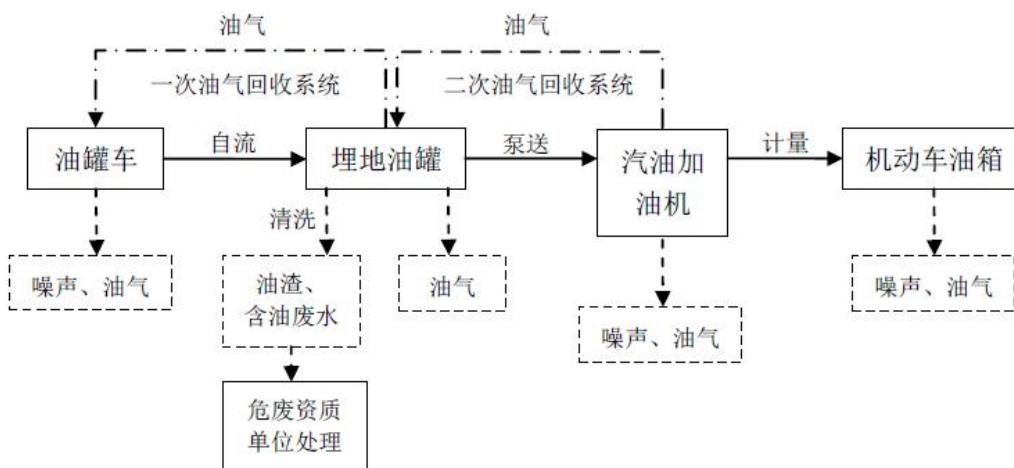 油气
油气
一次油气回收系统
二次油气回收系统
油罐车
自流
埋地油罐
泵送
汽油加
油机
计量
机动车油箱
清洗
噪声、油气
油渣、
含油废水
油气
噪声、油气
噪声、油气
危废资质
单位处理